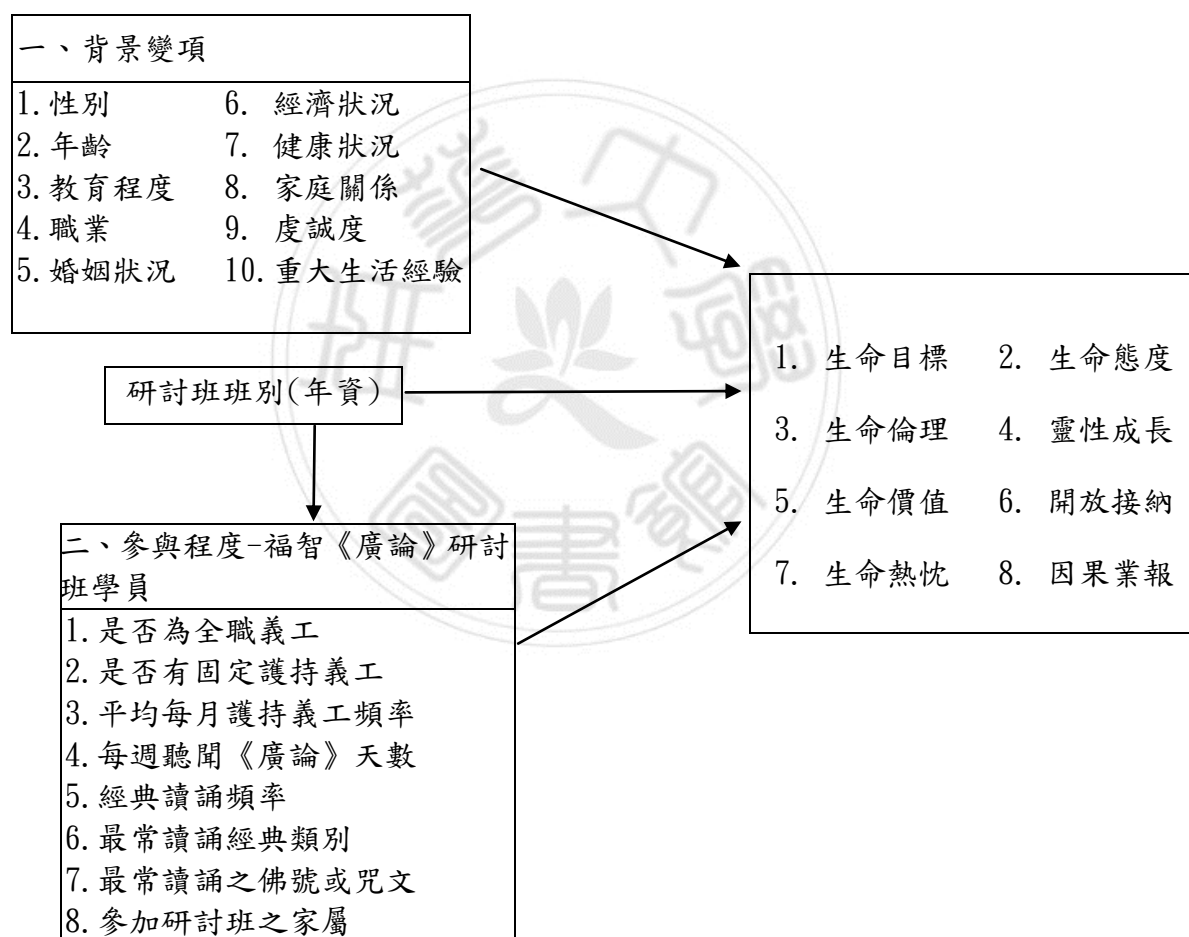 一、背景變項
1.性別 6. 經濟狀況
2.年齡 7. 健康狀況
3.教育程度 8. 家庭關係
4.職業 9. 虔誠度
5.婚姻狀況 10.重大生活經驗
研討班班別(年資)
二、參與程度-福智《廣論》研討
班學員
1.是否為全職義工
2.是否有固定護持義工
3.平均每月護持義工頻率
4.每週聽聞《廣論》天數
5.經典讀誦頻率
6.最常讀誦經典類別
7.最常讀誦之佛號或咒文
8.參加研討班之家屬
1. 生命目標 2. 生命態度
3. 生命倫理 4. 靈性成長
5. 生命價值 6. 開放接納
7. 生命熱忱 8. 因果業報